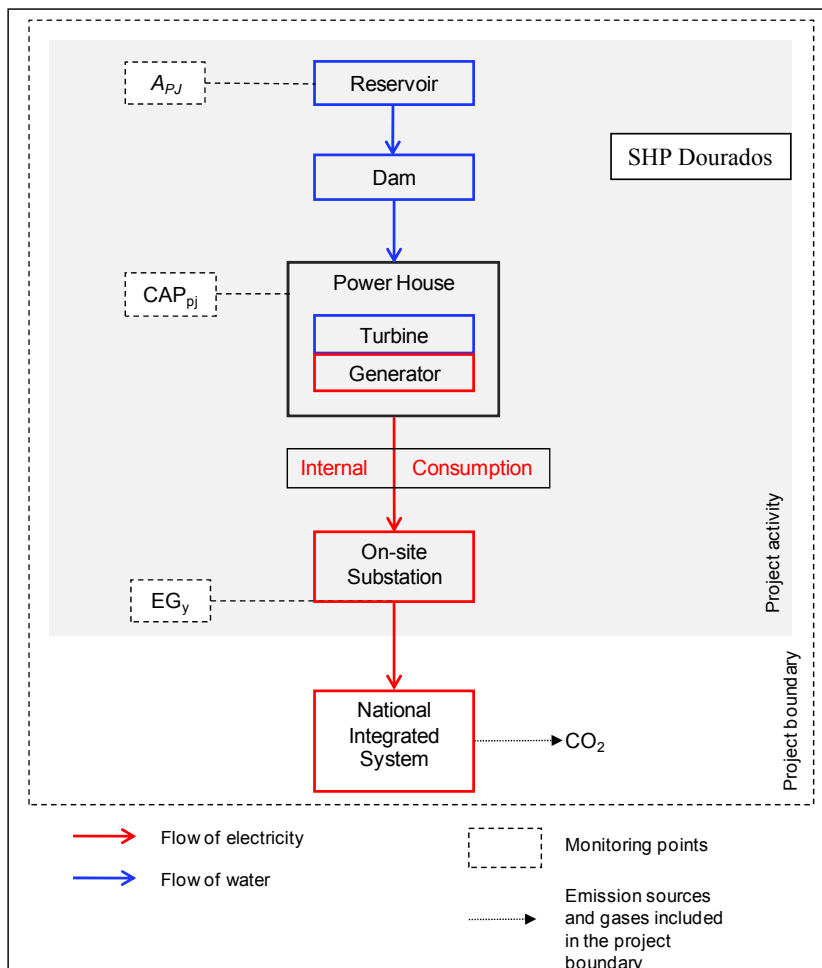 A_PJ
Reservoir
SHP Dourados
Dam
CAP_pj
Power House
Turbine
Generator
Internal Consumption
On-site
Substation
EG_y
Project activity
National
Integrated
System
CO₂
Project boundary
Flow of electricity
Monitoring points
Flow of water
Emission sources
and gases included
in the project
boundary